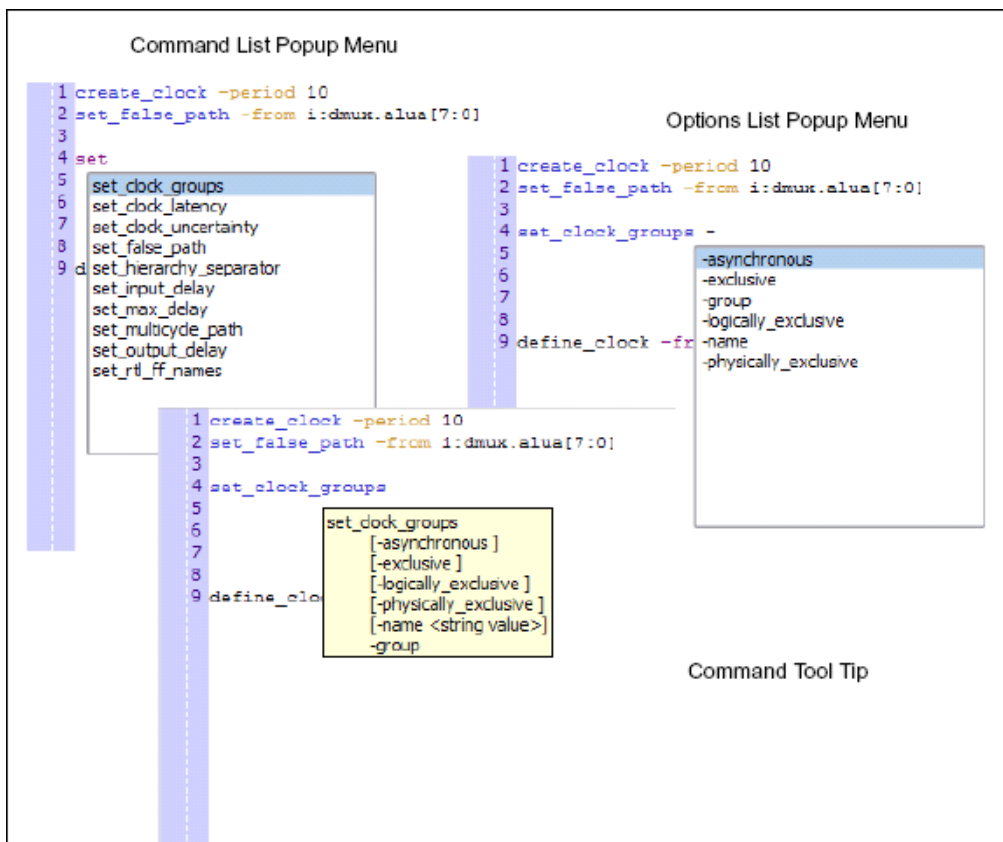 Command List Popup Menu
1 create_clock -period 10
2 set_false_path -from i:dmux.alua[7:0]
3
4 set
5
6
7
8
9 d
set_clock_groups
set_clock_latency
set_clock_uncertainty
set_false_path
set_hierarchy_separator
set_input_delay
set_max_delay
set_multicycle_path
set_output_delay
set_rtl_ff_names
Options List Popup Menu
1 create_clock -period 10
2 set_false_path -from i:dmux.alua[7:0]
3
4 set_clock_groups -
5
6
7
8
9 define_clock -fr
-asynchronous
-exclusive
-group
-logically_exclusive
-name
-physically_exclusive
1 create_clock -period 10
2 set_false_path -from i:dmux.alua[7:0]
3
4 set_clock_groups
5
6
7
8
9 define_cloc
set_clock_groups
[-asynchronous ]
[-exclusive ]
[-logically_exclusive ]
[-physically_exclusive ]
[-name <string value>]
-group
Command Tool Tip